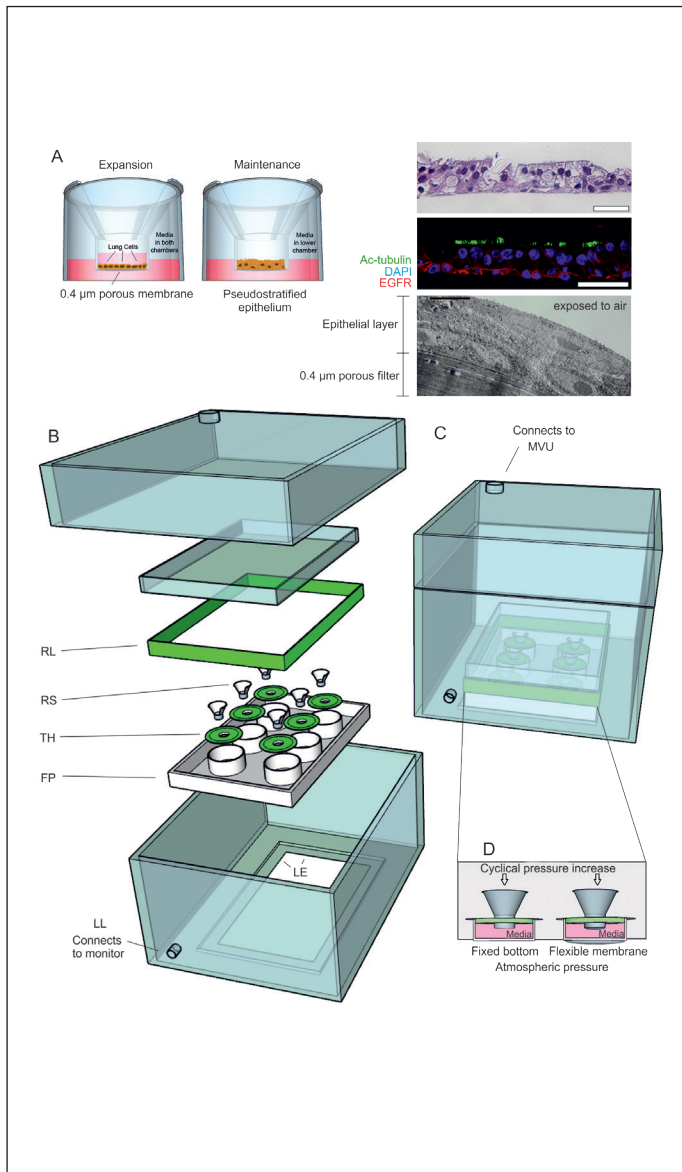 A
Expansion
Maintenance
Lung Cells
Media
in both
chambers
Media
in lower
chamber
0.4 µm porous membrane
Pseudostratified
epithelium
Ac-tubulin
DAPI
EGFR
Epithelial layer
exposed to air
0.4 µm porous filter
B
C
Connects to
MVU
RL
RS
TH
FP
LE
LL
Connects
to monitor
D
Cyclical pressure increase
Media
Media
Fixed bottom
Flexible membrane
Atmospheric pressure